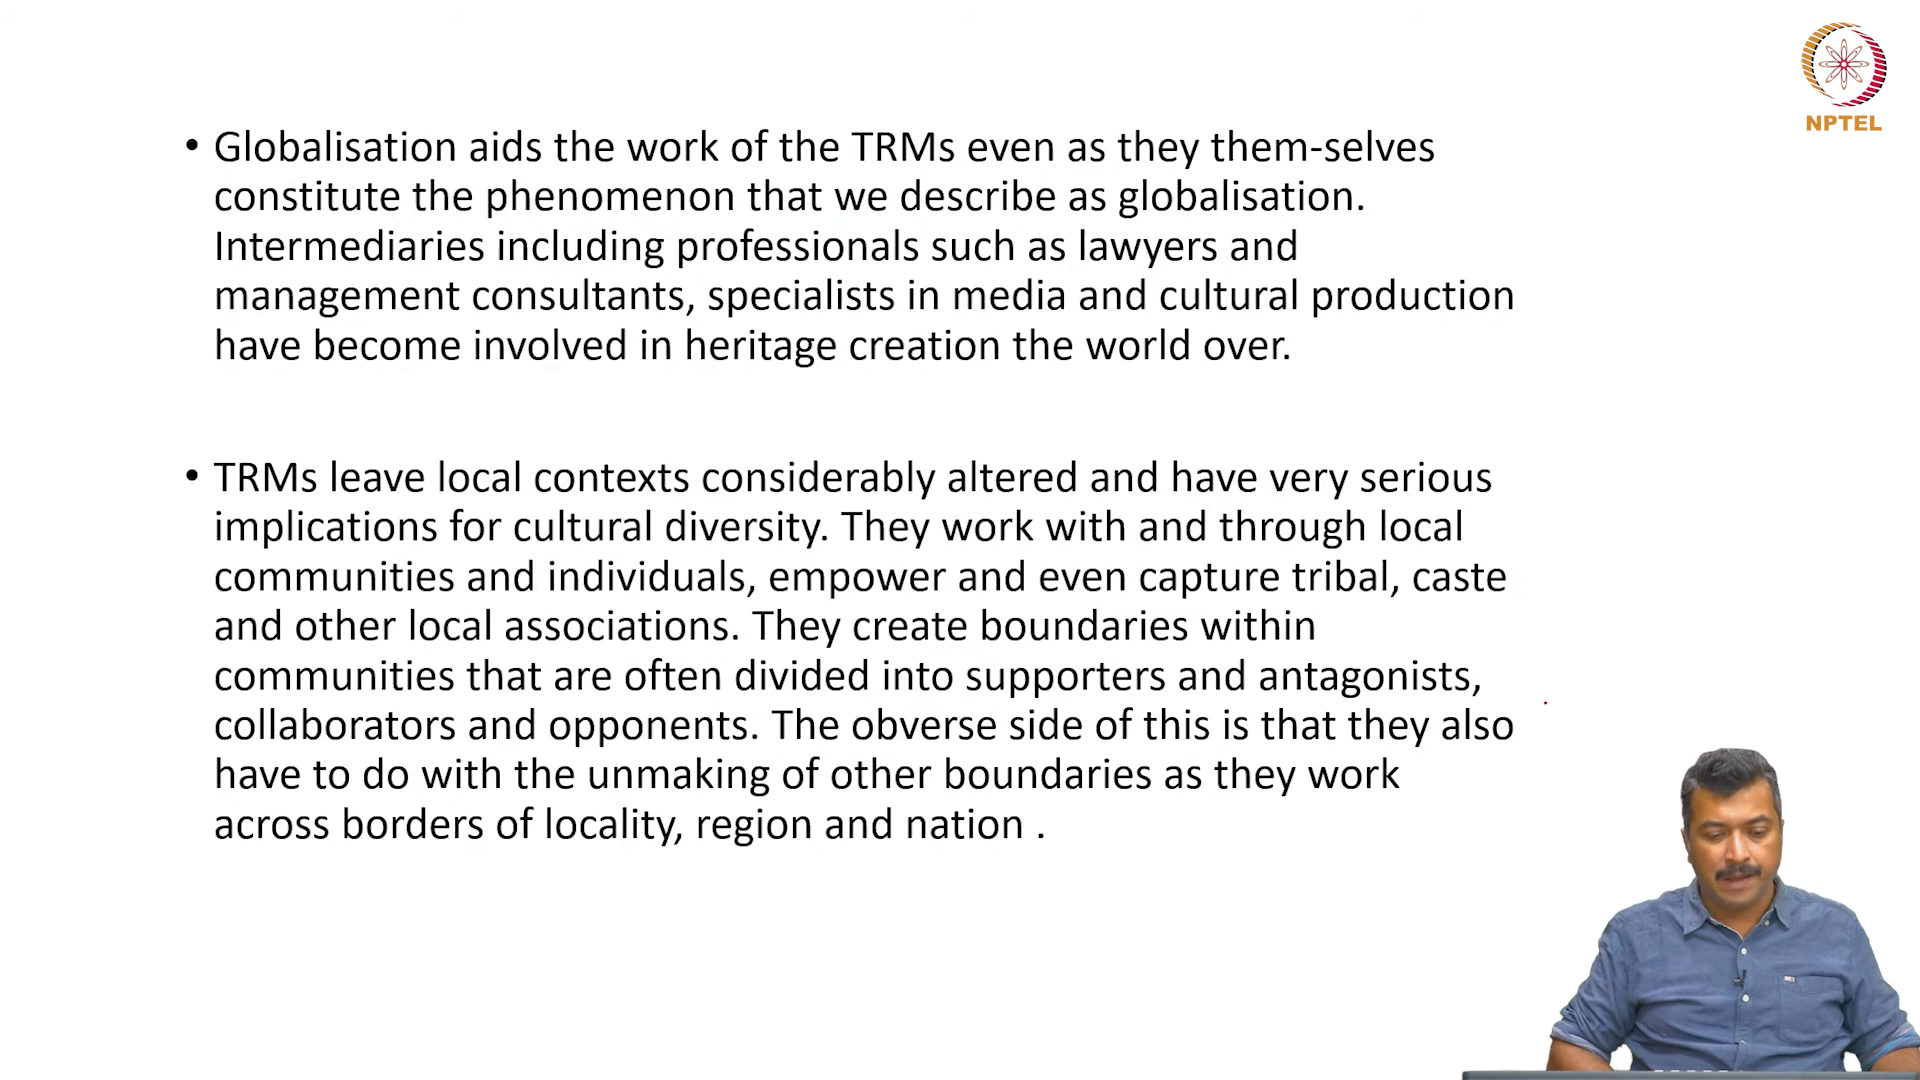 NPTEL
• Globalisation aids the work of the TRMs even as they them-selves
constitute the phenomenon that we describe as globalisation.
Intermediaries including professionals such as lawyers and
management consultants, specialists in media and cultural production
have become involved in heritage creation the world over.
• TRMs leave local contexts considerably altered and have very serious
implications for cultural diversity. They work with and through local
communities and individuals, empower and even capture tribal, caste
and other local associations. They create boundaries within
communities that are often divided into supporters and antagonists,
collaborators and opponents. The obverse side of this is that they also
have to do with the unmaking of other boundaries as they work
across borders of locality, region and nation .